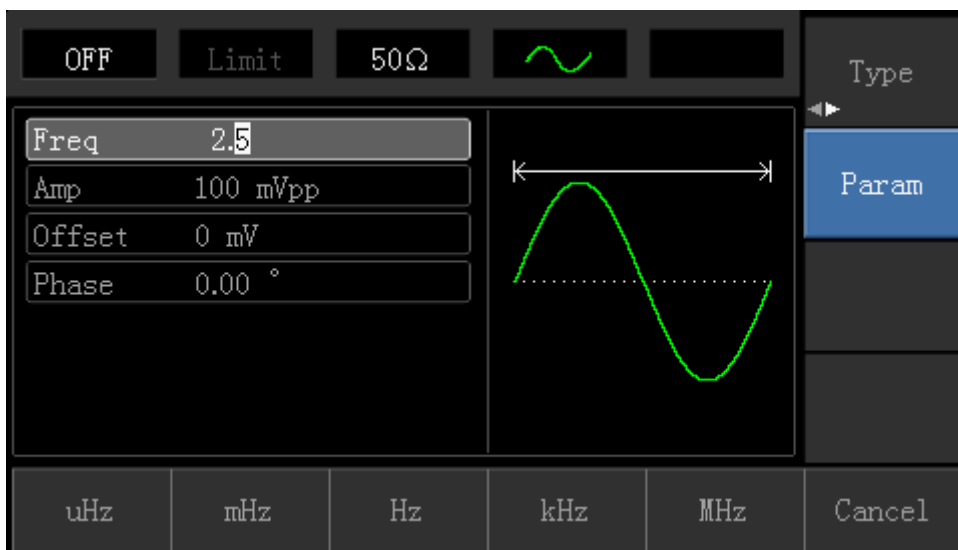 OFF Limit 50Ω
Type
Freq 2.5
Param
Amp 100 mVpp
Offset 0 mV
Phase 0.00 °
uHz mHz Hz kHz MHz Cancel